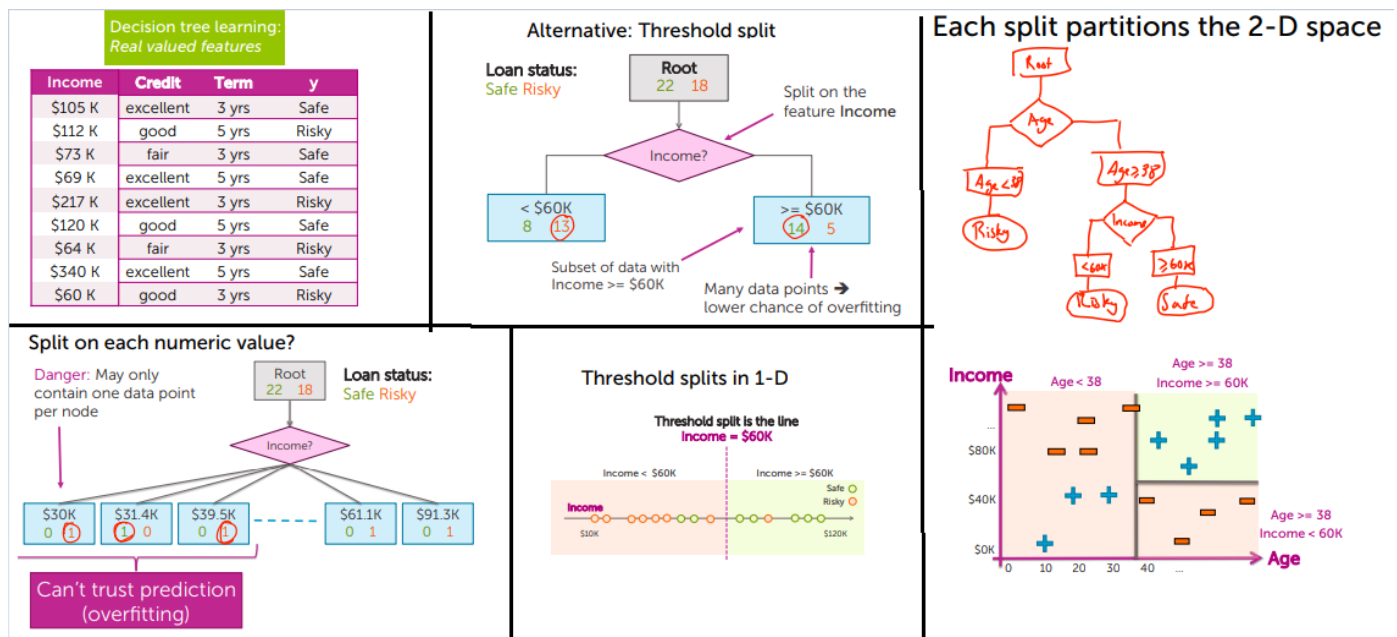 Decision tree learning:
Real valued features
Income Credit Term y
$105 K excellent 3 yrs Safe
$112 K good 5 yrs Risky
$73 K fair 3 yrs Safe
$69 K excellent 5 yrs Safe
$217 K excellent 3 yrs Risky
$120 K good 5 yrs Safe
$64 K fair 3 yrs Risky
$340 K excellent 5 yrs Safe
$60 K good 3 yrs Risky
Alternative: Threshold split
Loan status:
Safe Risky
Root
22 18
Split on the
feature Income
Income?
< $60K
8 13
>= $60K
14 5
Subset of data with
Income >= $60K
Many data points ➔
lower chance of overfitting
Each split partitions the 2-D space
Root
Age
Age<38
Age≥38
Risky
Income
<60K
≥60K
Risky
Safe
Split on each numeric value?
Danger: May only
contain one data point
per node
Root
22 18
Loan status:
Safe Risky
Income?
$30K
0 1
$31.4K
1 0
$39.5K
0 1
$61.1K
0 1
$91.3K
0 1
Can't trust prediction
(overfitting)
Threshold splits in 1-D
Threshold split is the line
Income = $60K
Income < $60K
Income >= $60K
Safe
Risky
Income
$10K
$120K
Income
Age < 38
Age >= 38
Income >= 60K
...
$80K
$40K
$0K
Age >= 38
Income < 60K
0 10 20 30 40 ...
Age